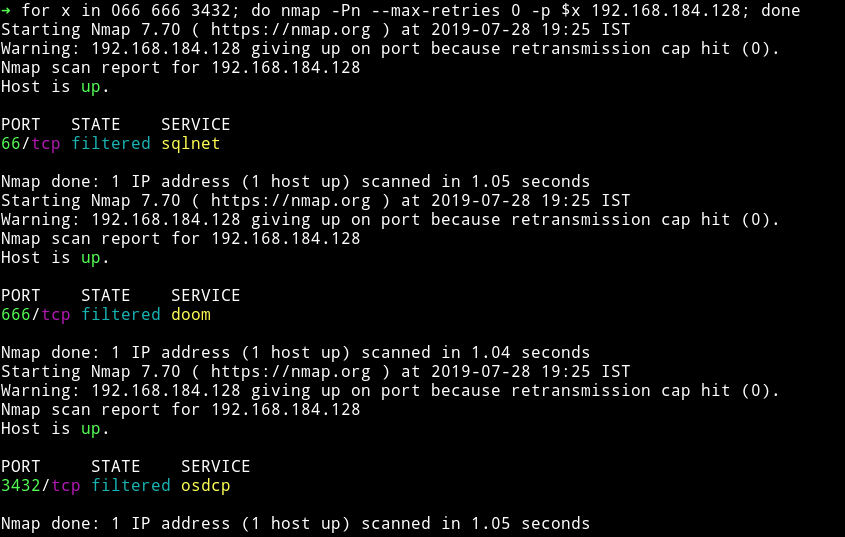 ➜ for x in 066 666 3432; do nmap -Pn --max-retries 0 -p $x 192.168.184.128; done
Starting Nmap 7.70 ( https://nmap.org ) at 2019-07-28 19:25 IST
Warning: 192.168.184.128 giving up on port because retransmission cap hit (0).
Nmap scan report for 192.168.184.128
Host is up.

PORT   STATE    SERVICE
66/tcp filtered sqlnet

Nmap done: 1 IP address (1 host up) scanned in 1.05 seconds
Starting Nmap 7.70 ( https://nmap.org ) at 2019-07-28 19:25 IST
Warning: 192.168.184.128 giving up on port because retransmission cap hit (0).
Nmap scan report for 192.168.184.128
Host is up.

PORT    STATE    SERVICE
666/tcp filtered doom

Nmap done: 1 IP address (1 host up) scanned in 1.04 seconds
Starting Nmap 7.70 ( https://nmap.org ) at 2019-07-28 19:25 IST
Warning: 192.168.184.128 giving up on port because retransmission cap hit (0).
Nmap scan report for 192.168.184.128
Host is up.

PORT     STATE    SERVICE
3432/tcp filtered osdcp

Nmap done: 1 IP address (1 host up) scanned in 1.05 seconds